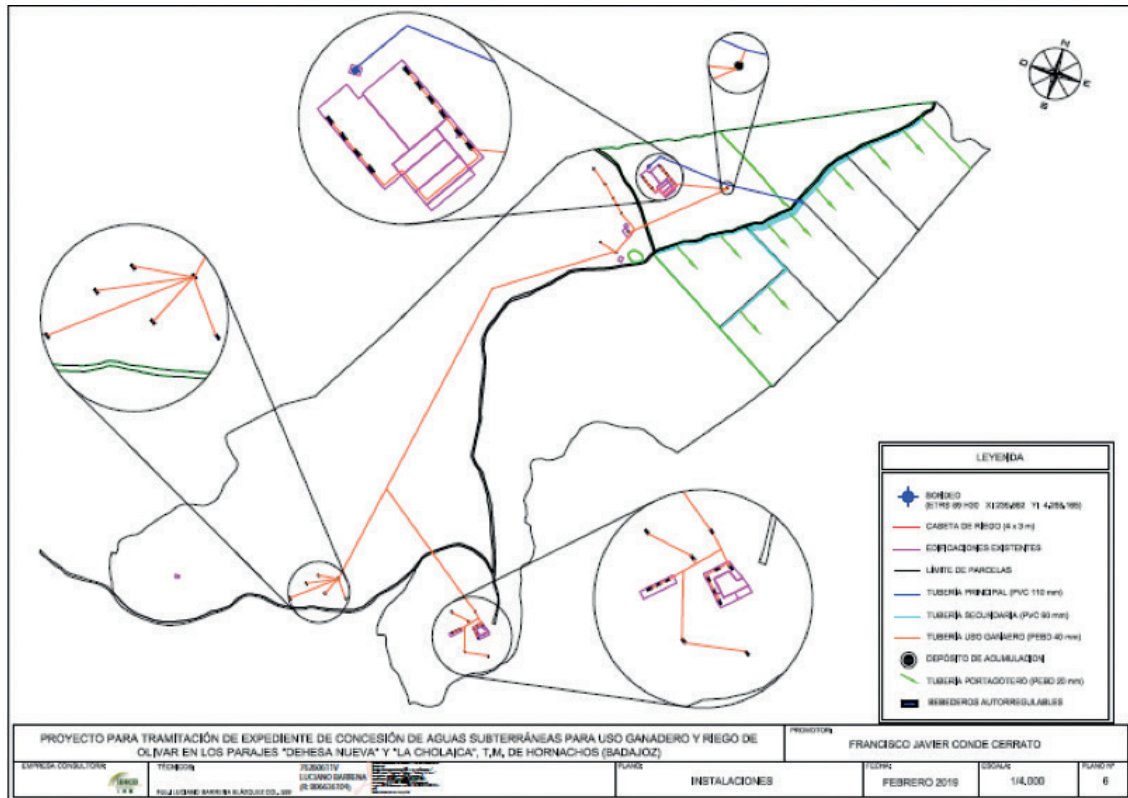 N
E
S
O
LEYENDA
SONDEO
CASETA DE RIEGO (4 x 3 m)
EDIFICACIONES EXISTENTES
LÍMITE DE PARCELAS
TUBERÍA PRINCIPAL (PVC 110 mm)
TUBERÍA SECUNDARIA (PVC 90 mm)
TUBERÍA USO GANAERO (PEBD 40 mm)
DEPÓSITO DE ACUMULACION
TUBERÍA PORTAGOTERO (PEBD 20 mm)
BEBEDEROS AUTORREGULABLES
PROYECTO PARA TRAMITACIÓN DE EXPEDIENTE DE CONCESIÓN DE AGUAS SUBTERRÁNEAS PARA USO GANADERO Y RIEGO DE
OLIVAR EN LOS PARAJES "DEHESA NUEVA" Y "LA CHOLAICA", T,M, DE HORNACHOS (BADAJOZ)
PROMOTOR:
FRANCISCO JAVIER CONDE CERRATO
EMPRESA CONSULTORA:
TÉCNICOS:
LUCIANO BARRENA
PLANO:
INSTALACIONES
FECHA:
FEBRERO 2019
ESCALA:
1/4,000
PLANO Nº
6